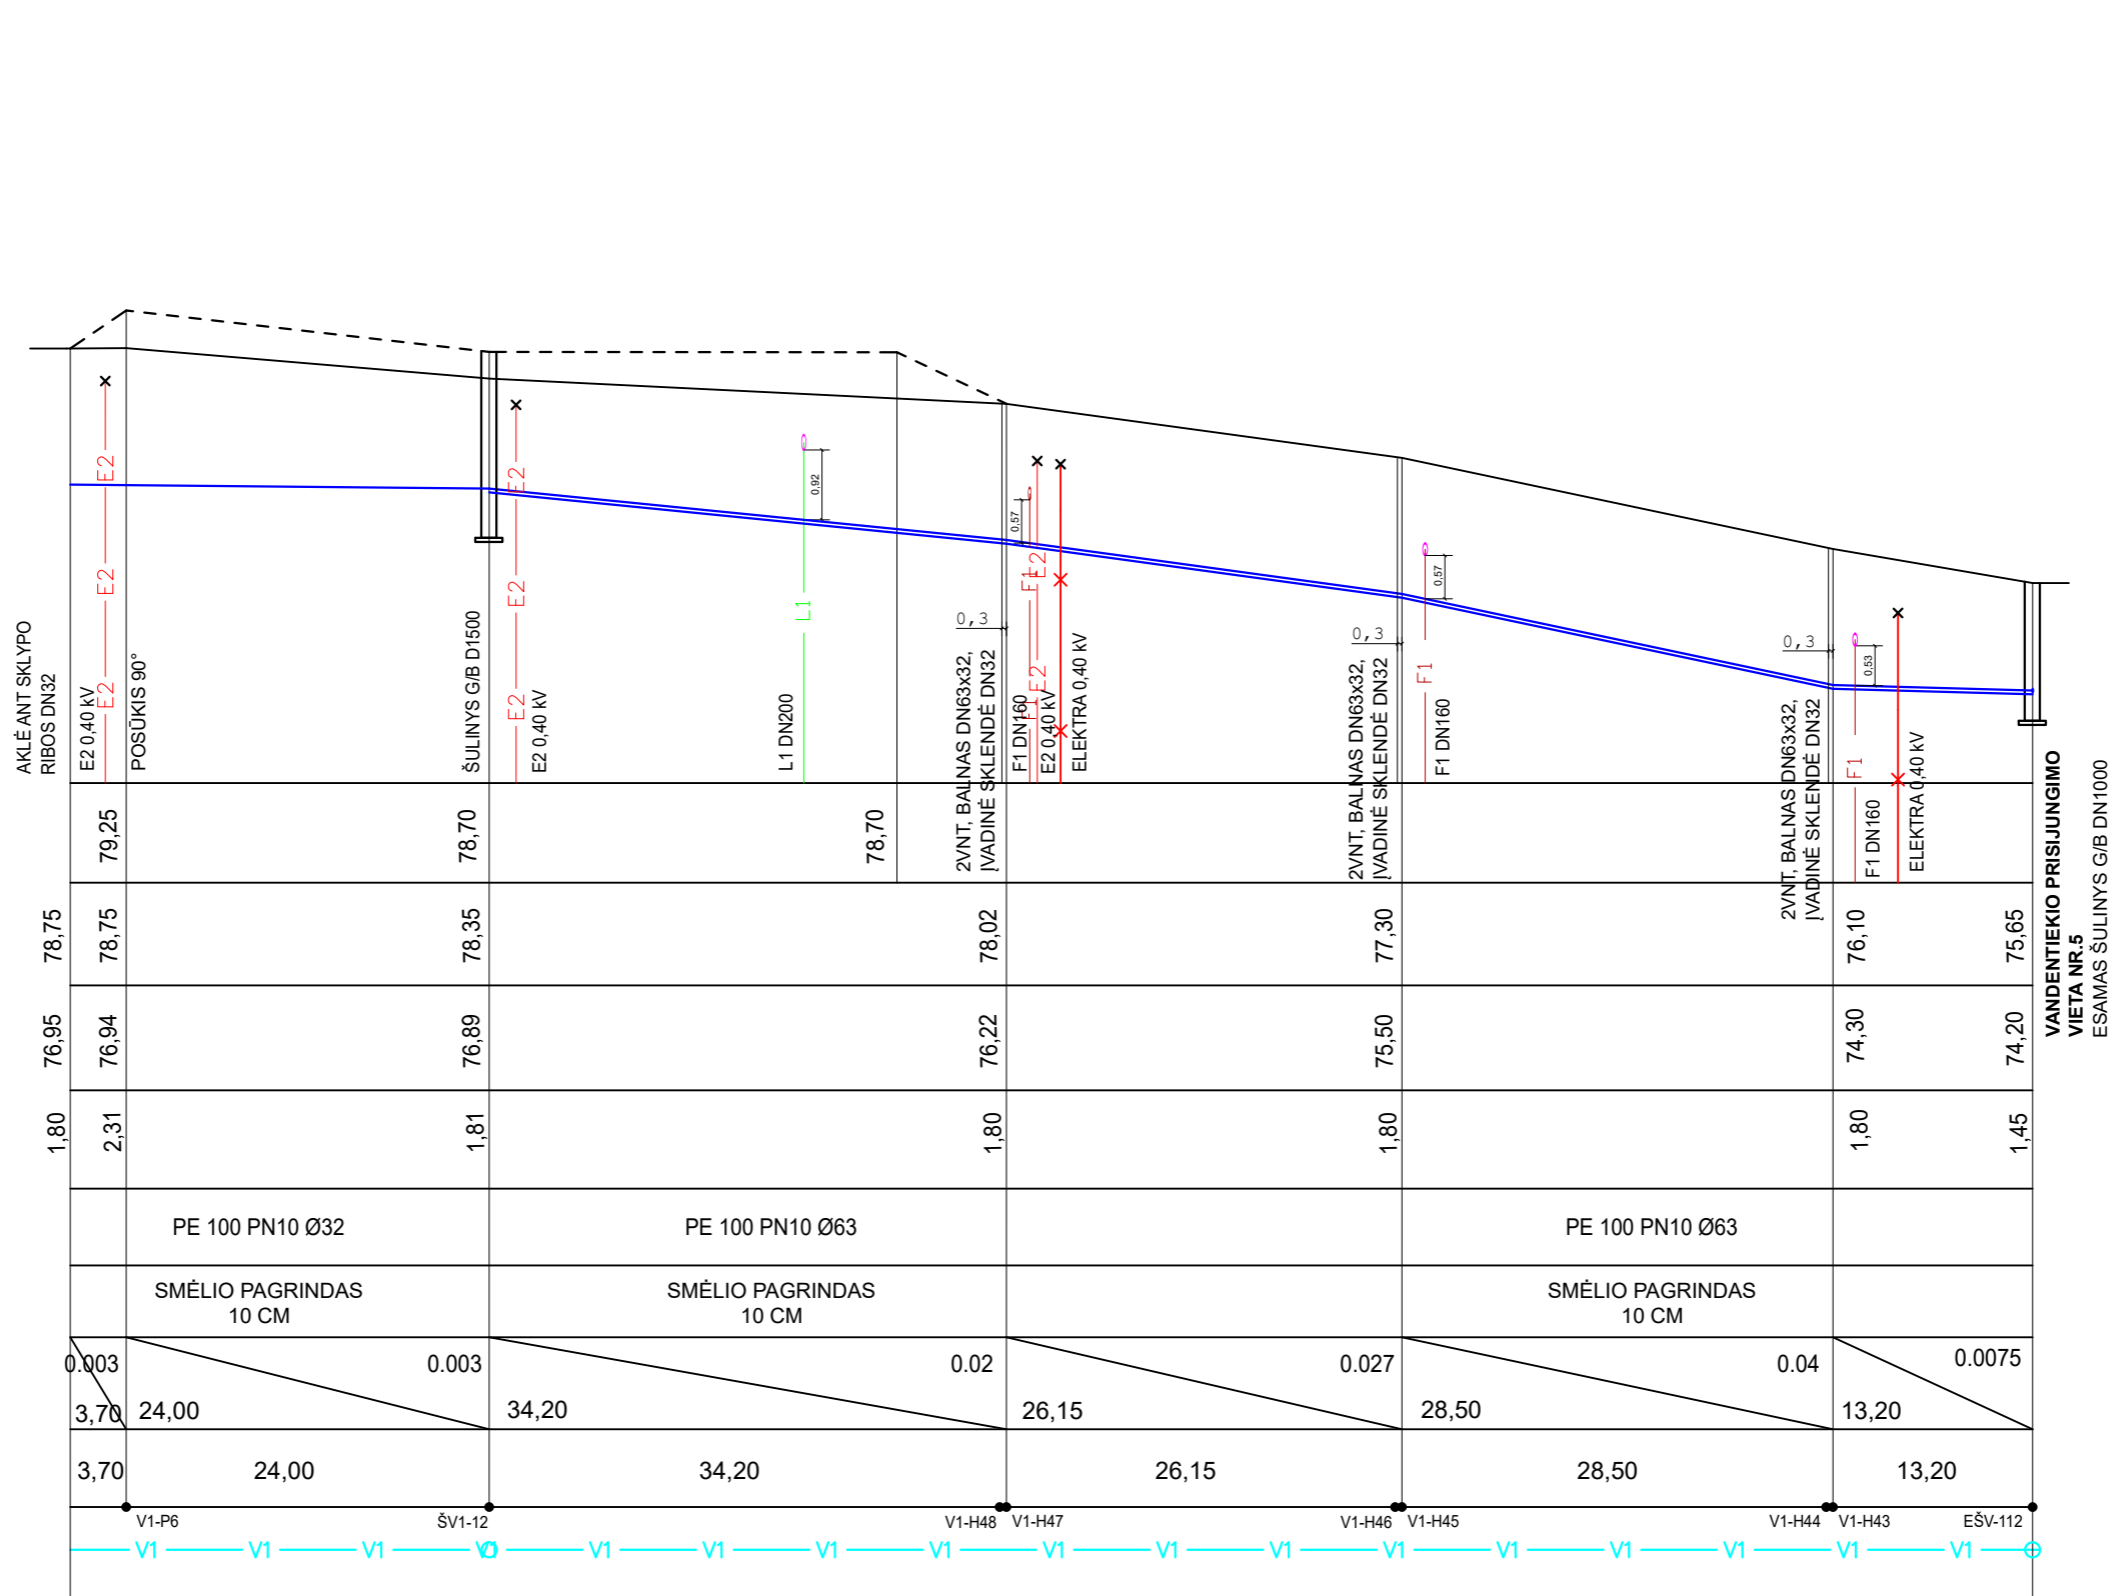 AKLĖ ANT SKLYPO
RIBOS DN32
E2 0,40 kV
E2
E2
E2
POSŪKIS 90°
ŠULINYS G/B D1500
E2
E2
E2
E2 0,40 kV
L1 DN200
L1
0,92
0,3
2VNT, BALNAS DN63x32,
ĮVADINĖ SKLENDĖ DN32
0,57
F1 DN160
F1
F1
E2 0,40 kV
E2
E2
ELEKTRA 0,40 kV
0,3
2VNT, BALNAS DN63x32,
ĮVADINĖ SKLENDĖ DN32
F1
0,57
F1 DN160
0,3
2VNT, BALNAS DN63x32,
ĮVADINĖ SKLENDĖ DN32
F1
0,53
F1 DN160
ELEKTRA 0,40 kV
VANDENTIEKIO PRISIJUNGIMO
VIETA NR.5
ESAMAS ŠULINYS G/B DN1000
79,25
78,70
78,70
78,75
78,75
78,35
78,02
77,30
76,10
75,65
76,95
76,94
76,89
76,22
75,50
74,30
74,20
1,80
2,31
1,81
1,80
1,80
1,80
1,45
PE 100 PN10 Ø32
PE 100 PN10 Ø63
PE 100 PN10 Ø63
SMĖLIO PAGRINDAS
10 CM
SMĖLIO PAGRINDAS
10 CM
SMĖLIO PAGRINDAS
10 CM
0.003
0.003
0.02
0.027
0.04
0.0075
3,70
24,00
34,20
26,15
28,50
13,20
3,70
24,00
34,20
26,15
28,50
13,20
V1-P6
ŠV1-12
V1-H48
V1-H47
V1-H46
V1-H45
V1-H44
V1-H43
EŠV-112
V1 V1 V1 V1 V1 V1 V1 V1 V1 V1 V1 V1 V1 V1 V1 V1 V1